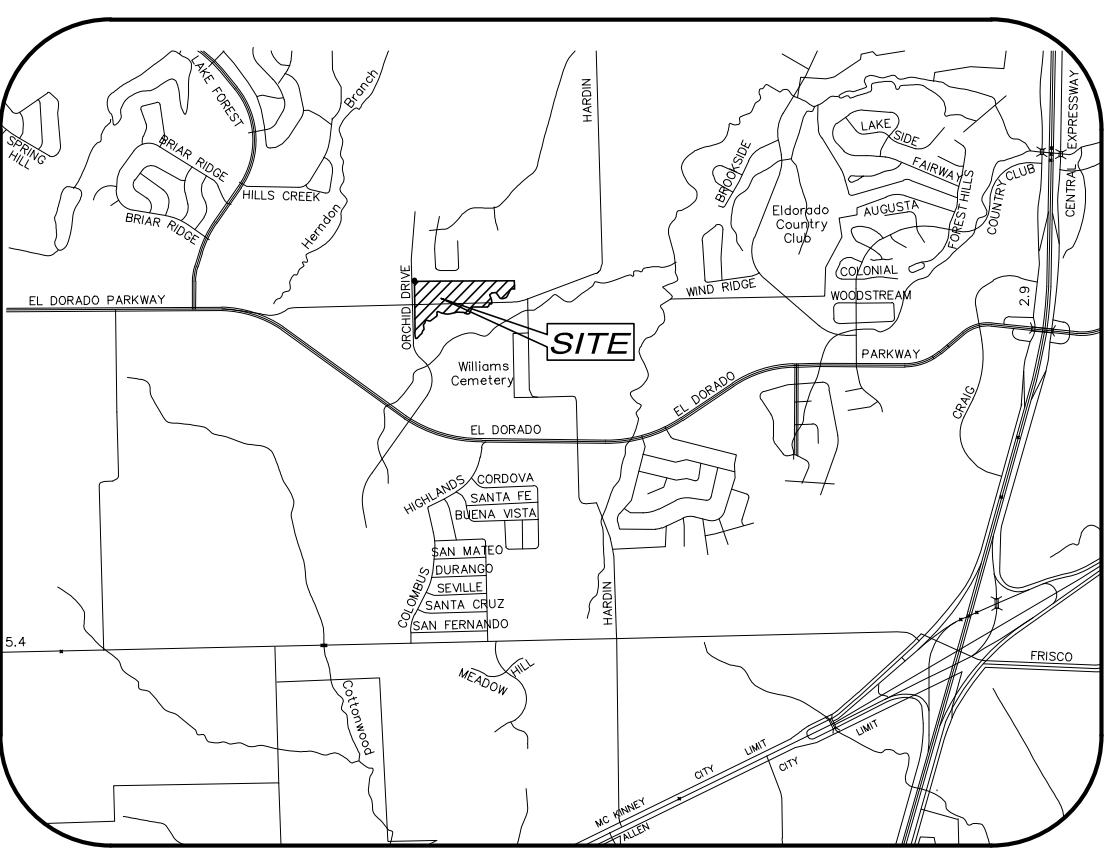 LAKE FOREST
Branch
HARDIN
CENTRAL EXPRESSWAY
SPRING
HILL
BRIAR RIDGE
HILLS CREEK
BRIAR RIDGE
Herndon
BROOKSIDE
LAKE
SIDE
FAIRWAY
FOREST HILLS
COUNTRY CLUB
AUGUSTA
Eldorado
Country
Club
COLONIAL
WIND RIDGE
WOODSTREAM
2.9
EL DORADO PARKWAY
ORCHID DRIVE
SITE
Williams
Cemetery
PARKWAY
EL DORADO
CRAIG
EL DORADO
HIGHLANDS
CORDOVA
SANTA FE
BUENA VISTA
SAN MATEO
DURANGO
SEVILLE
SANTA CRUZ
SAN FERNANDO
COLOMBUS
HARDIN
5.4
MEADOW
HILL
FRISCO
Cottonwood
CITY
LIMIT
CITY
LIMIT
MC KINNEY
ALLEN